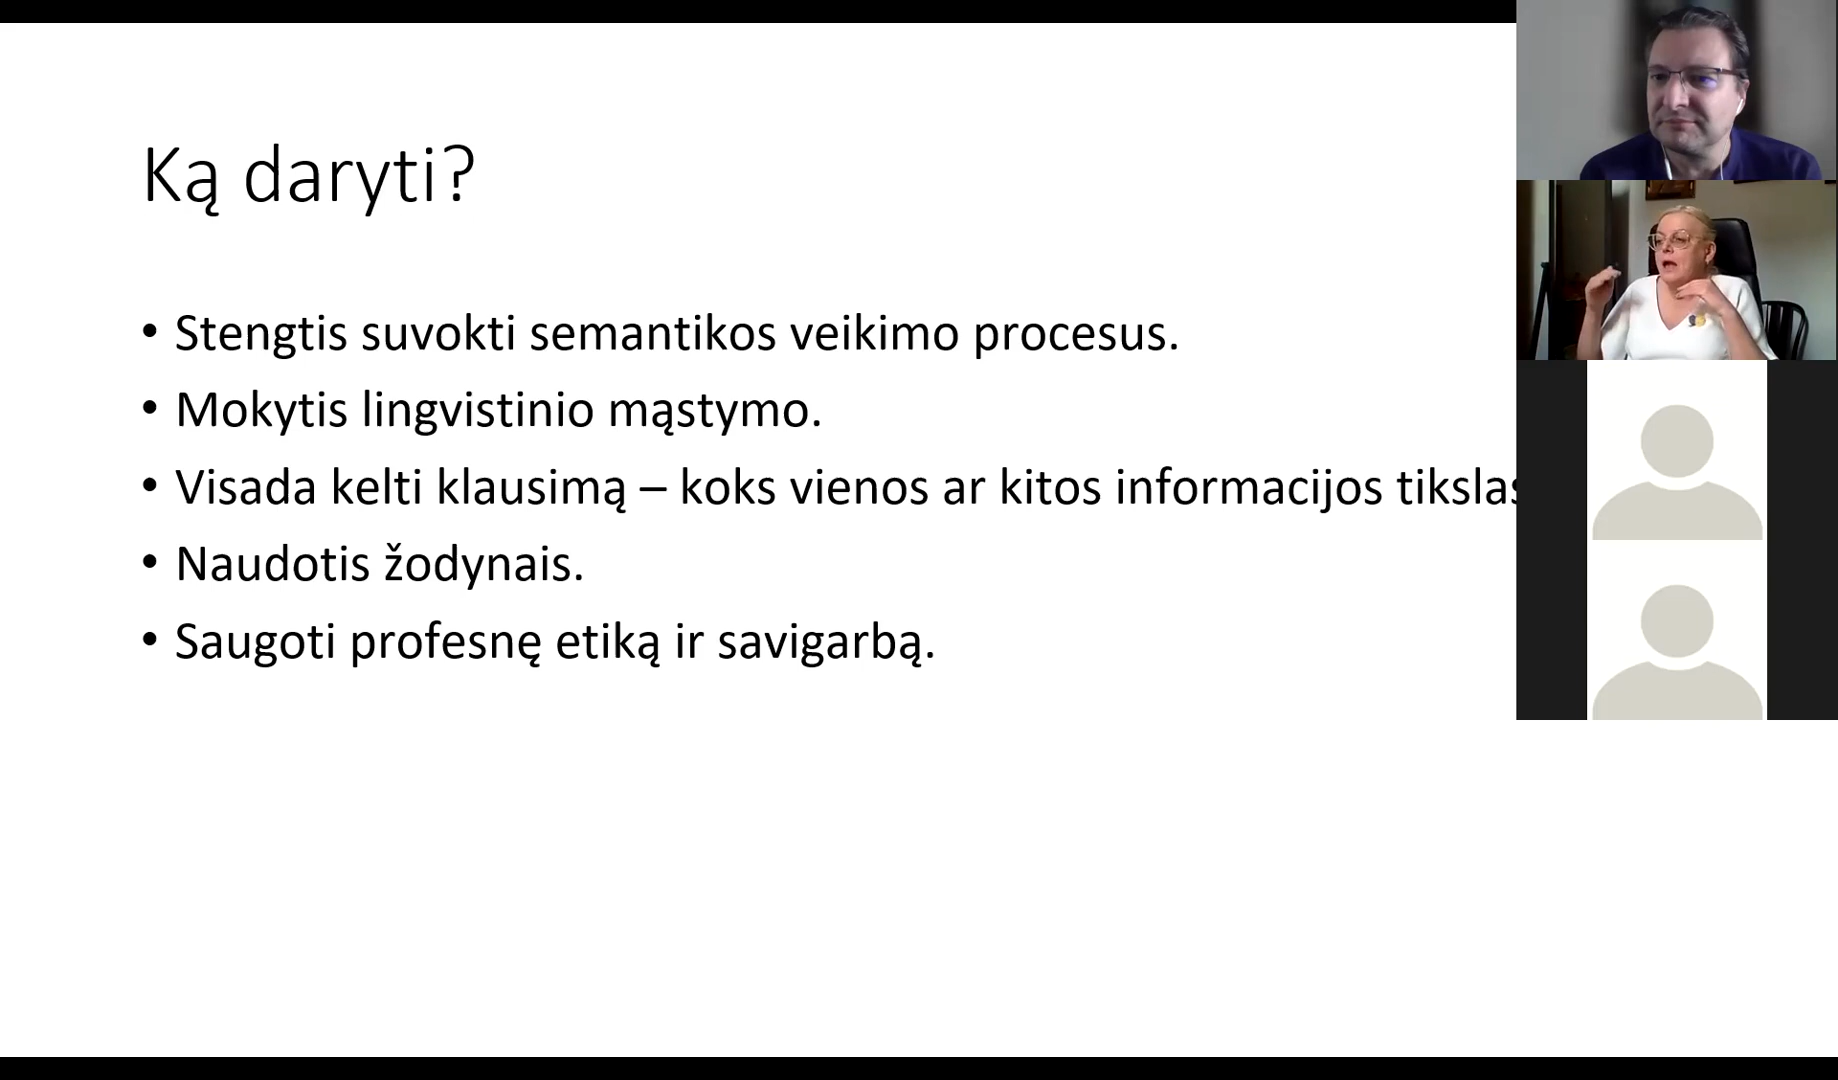 Ką daryti?
• Stengtis suvokti semantikos veikimo procesus.
• Mokytis lingvistinio mąstymo.
• Visada kelti klausimą – koks vienos ar kitos informacijos tikslas
• Naudotis žodynais.
• Saugoti profesnę etiką ir savigarbą.